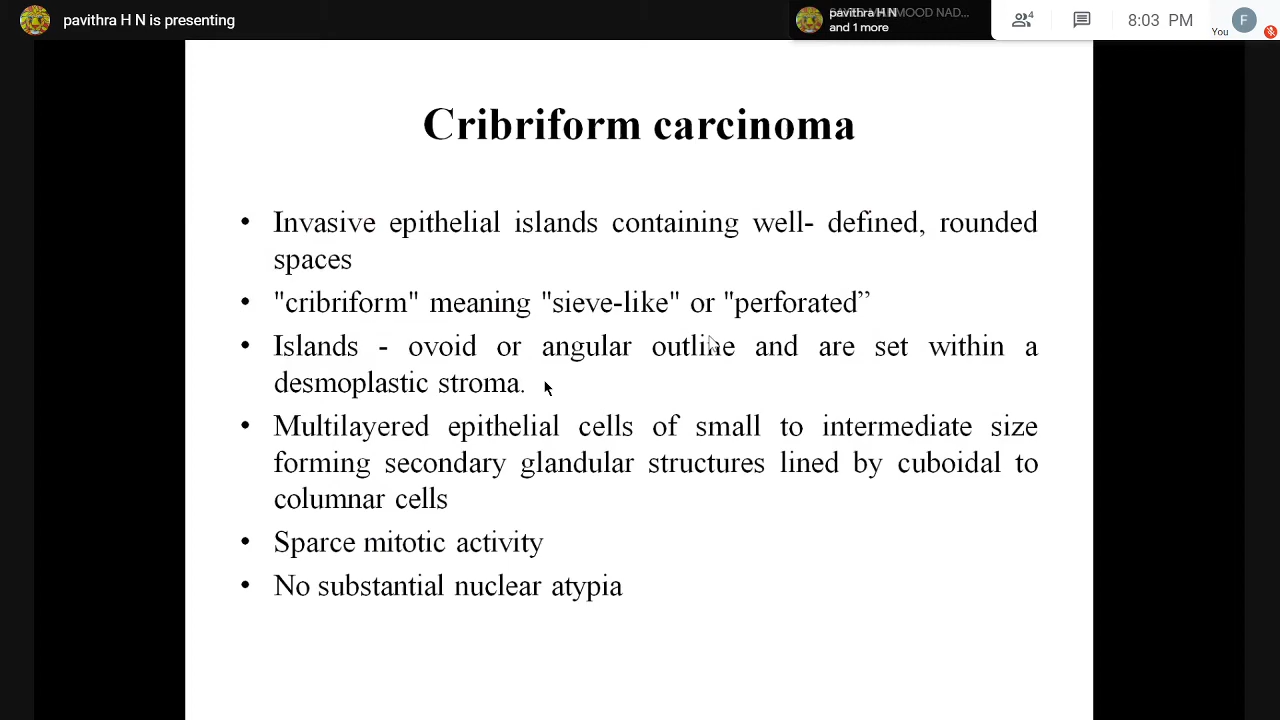 pavithra H N is presenting
pavithra H N
and 1 more
4
8:03 PM
You
F
Cribriform carcinoma
• Invasive epithelial islands containing well- defined, rounded
spaces
• "cribriform" meaning "sieve-like" or "perforated”
• Islands - ovoid or angular outline and are set within a
desmoplastic stroma.
• Multilayered epithelial cells of small to intermediate size
forming secondary glandular structures lined by cuboidal to
columnar cells
• Sparce mitotic activity
• No substantial nuclear atypia